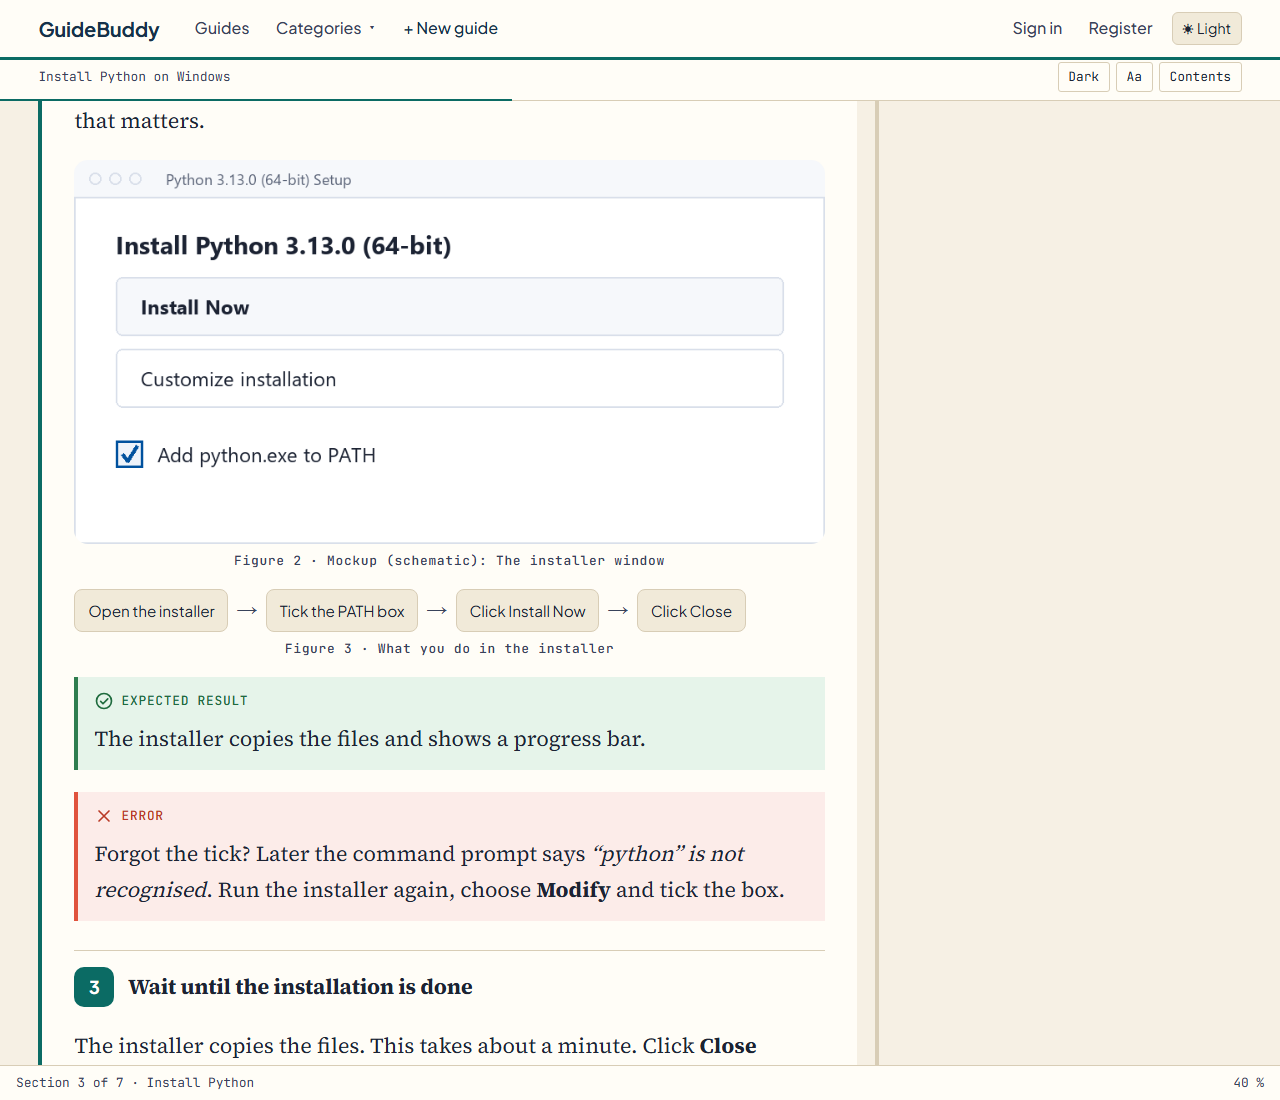 GuideBuddy Guides Categories + New guide Sign in Register Light
Install Python on Windows Dark Aa Contents
that matters.
Python 3.13.0 (64-bit) Setup
Install Python 3.13.0 (64-bit)
Install Now
Customize installation
Add python.exe to PATH
Figure 2 · Mockup (schematic): The installer window
Open the installer → Tick the PATH box → Click Install Now → Click Close
Figure 3 · What you do in the installer
EXPECTED RESULT
The installer copies the files and shows a progress bar.
ERROR
Forgot the tick? Later the command prompt says “python” is not
recognised. Run the installer again, choose Modify and tick the box.
3 Wait until the installation is done
The installer copies the files. This takes about a minute. Click Close
Section 3 of 7 · Install Python 40 %